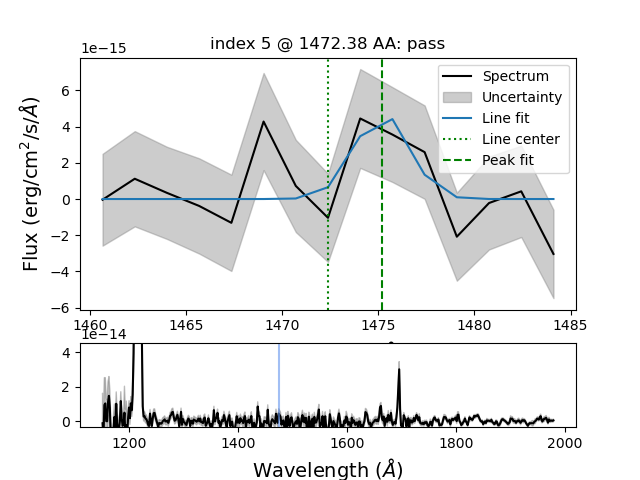 index 5 @ 1472.38 AA: pass
1e−15
Flux (erg/cm²/s/Å)
6
4
2
0
−2
−4
−6
Spectrum
Uncertainty
Line fit
Line center
Peak fit
1460 1465 1470 1475 1480 1485
1e−14
4
2
0
1200 1400 1600 1800 2000
Wavelength (Å)